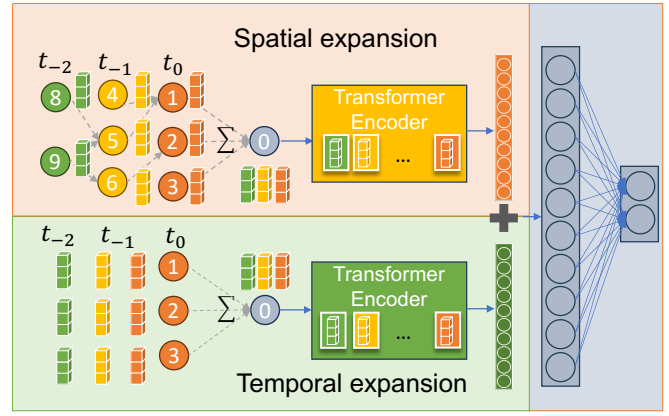 Spatial expansion
t₋₂ t₋₁ t₀
8 4 1
5 2
9 6 3
Σ 0
Transformer
Encoder
...
t₋₂ t₋₁ t₀
1
2
3
Σ 0
Transformer
Encoder
...
Temporal expansion